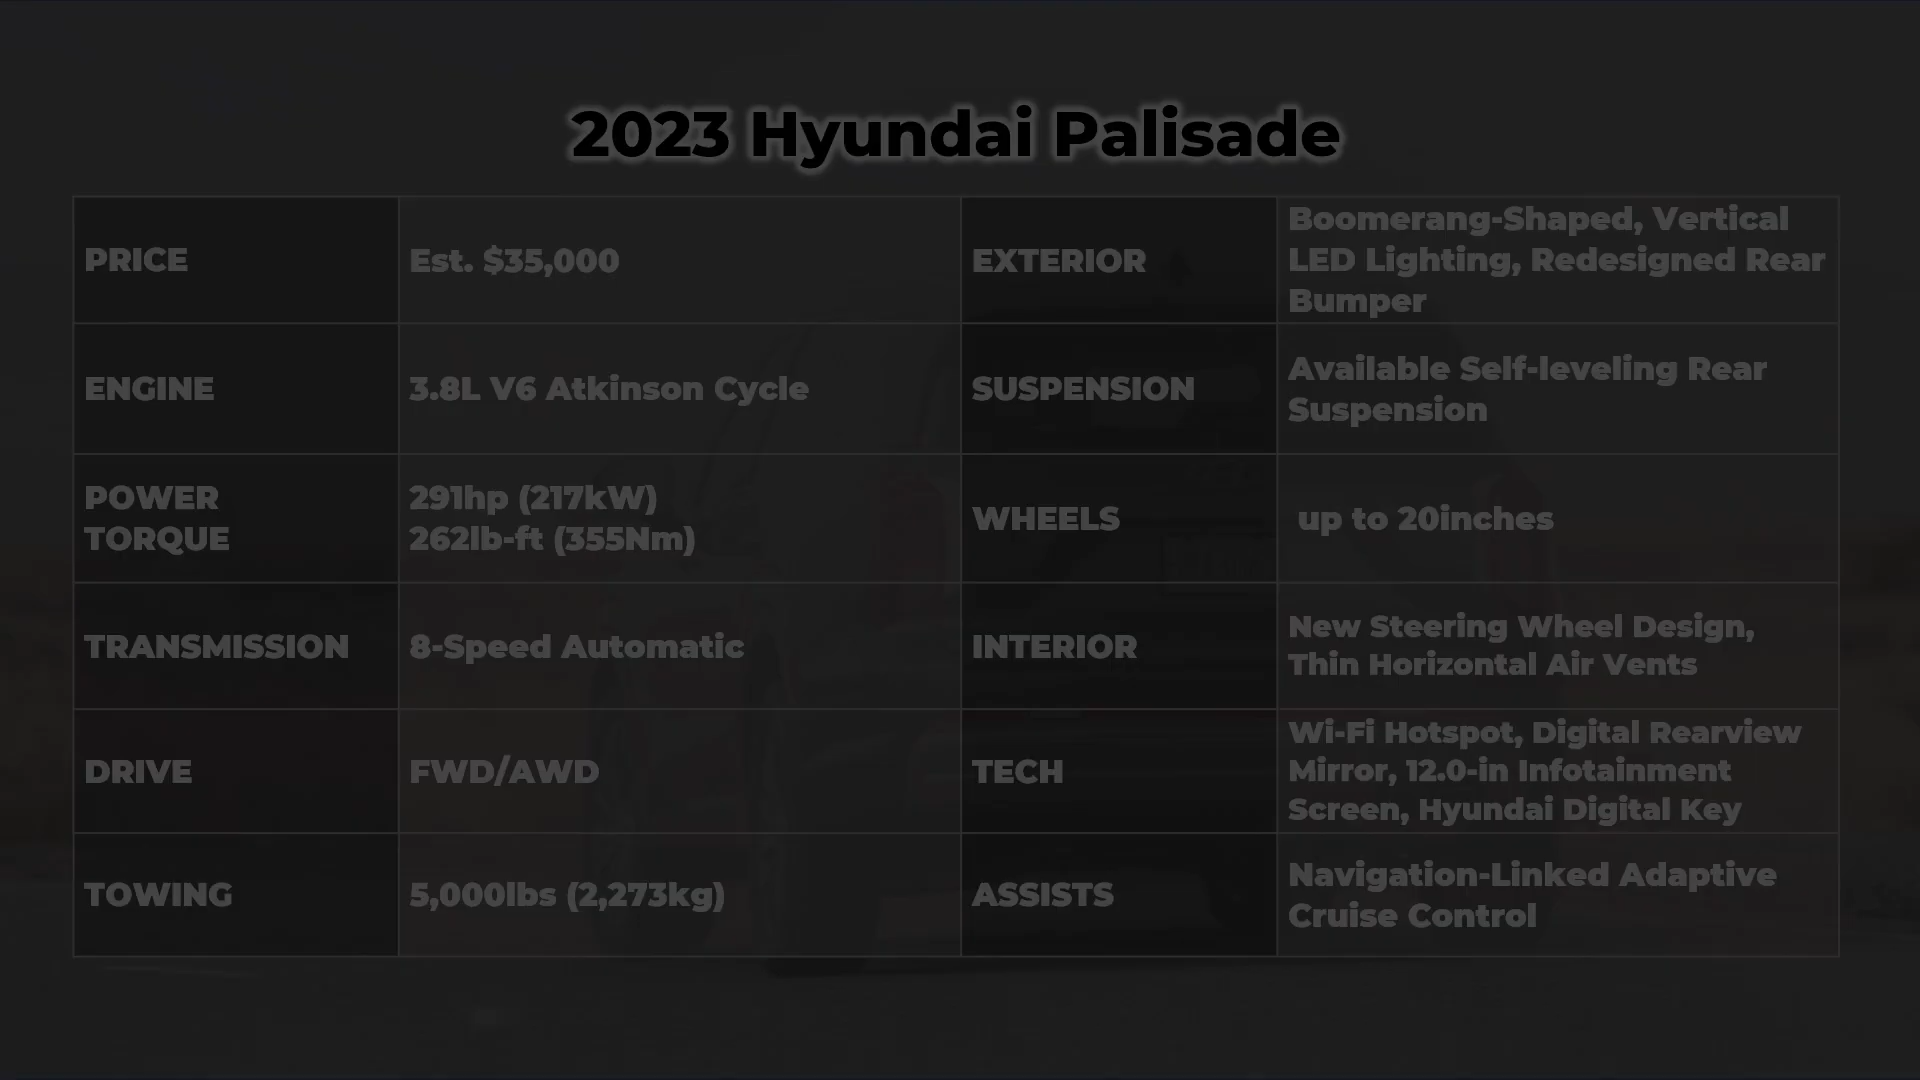 2023 Hyundai Palisade
PRICE
Est. $35,000
EXTERIOR
Boomerang-Shaped, Vertical
LED Lighting, Redesigned Rear
Bumper
ENGINE
3.8L V6 Atkinson Cycle
SUSPENSION
Available Self-leveling Rear
Suspension
POWER
TORQUE
291hp (217kW)
262lb-ft (355Nm)
WHEELS
up to 20inches
TRANSMISSION
8-Speed Automatic
INTERIOR
New Steering Wheel Design,
Thin Horizontal Air Vents
DRIVE
FWD/AWD
TECH
Wi-Fi Hotspot, Digital Rearview
Mirror, 12.0-in Infotainment
Screen, Hyundai Digital Key
TOWING
5,000lbs (2,273kg)
ASSISTS
Navigation-Linked Adaptive
Cruise Control